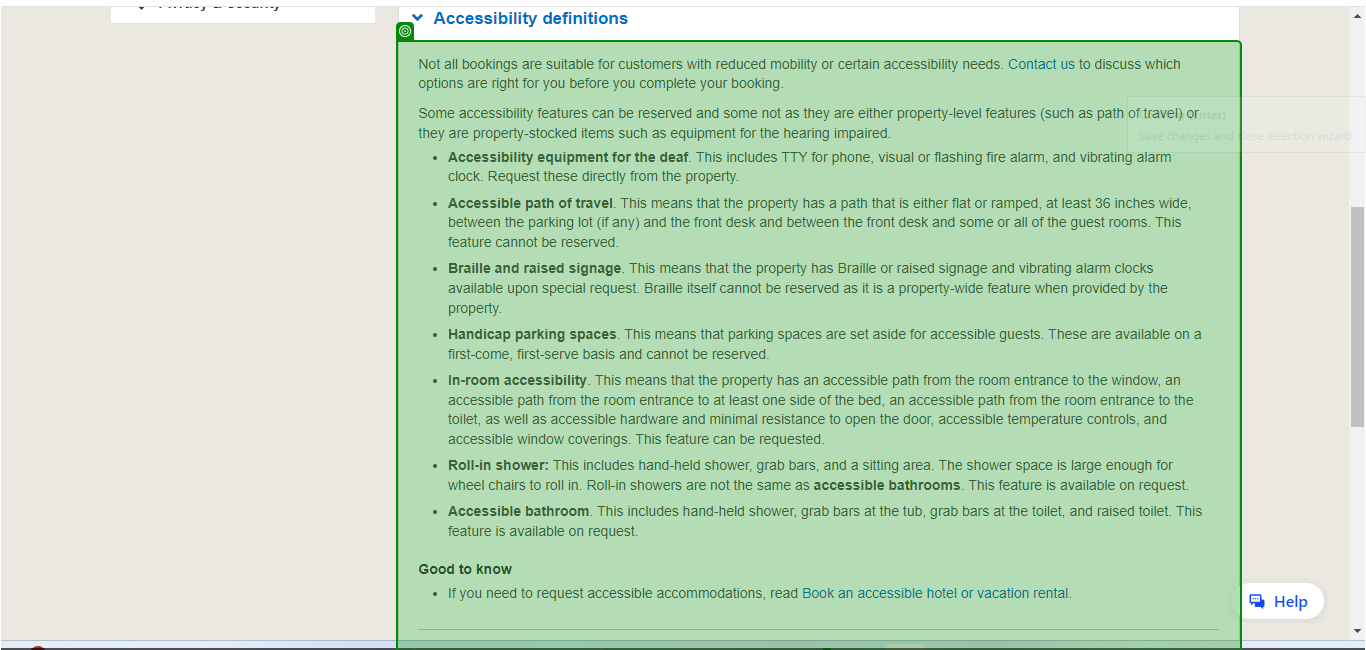 Accessibility definitions
Not all bookings are suitable for customers with reduced mobility or certain accessibility needs. Contact us to discuss which
options are right for you before you complete your booking.
Some accessibility features can be reserved and some not as they are either property-level features (such as path of travel) or
they are property-stocked items such as equipment for the hearing impaired.
Save changes and close selection wizard.
• Accessibility equipment for the deaf. This includes TTY for phone, visual or flashing fire alarm, and vibrating alarm
clock. Request these directly from the property.
• Accessible path of travel. This means that the property has a path that is either flat or ramped, at least 36 inches wide,
between the parking lot (if any) and the front desk and between the front desk and some or all of the guest rooms. This
feature cannot be reserved.
• Braille and raised signage. This means that the property has Braille or raised signage and vibrating alarm clocks
available upon special request. Braille itself cannot be reserved as it is a property-wide feature when provided by the
property.
• Handicap parking spaces. This means that parking spaces are set aside for accessible guests. These are available on a
first-come, first-serve basis and cannot be reserved.
• In-room accessibility. This means that the property has an accessible path from the room entrance to the window, an
accessible path from the room entrance to at least one side of the bed, an accessible path from the room entrance to the
toilet, as well as accessible hardware and minimal resistance to open the door, accessible temperature controls, and
accessible window coverings. This feature can be requested.
• Roll-in shower: This includes hand-held shower, grab bars, and a sitting area. The shower space is large enough for
wheel chairs to roll in. Roll-in showers are not the same as accessible bathrooms. This feature is available on request.
• Accessible bathroom. This includes hand-held shower, grab bars at the tub, grab bars at the toilet, and raised toilet. This
feature is available on request.
Good to know
• If you need to request accessible accommodations, read Book an accessible hotel or vacation rental.
Help